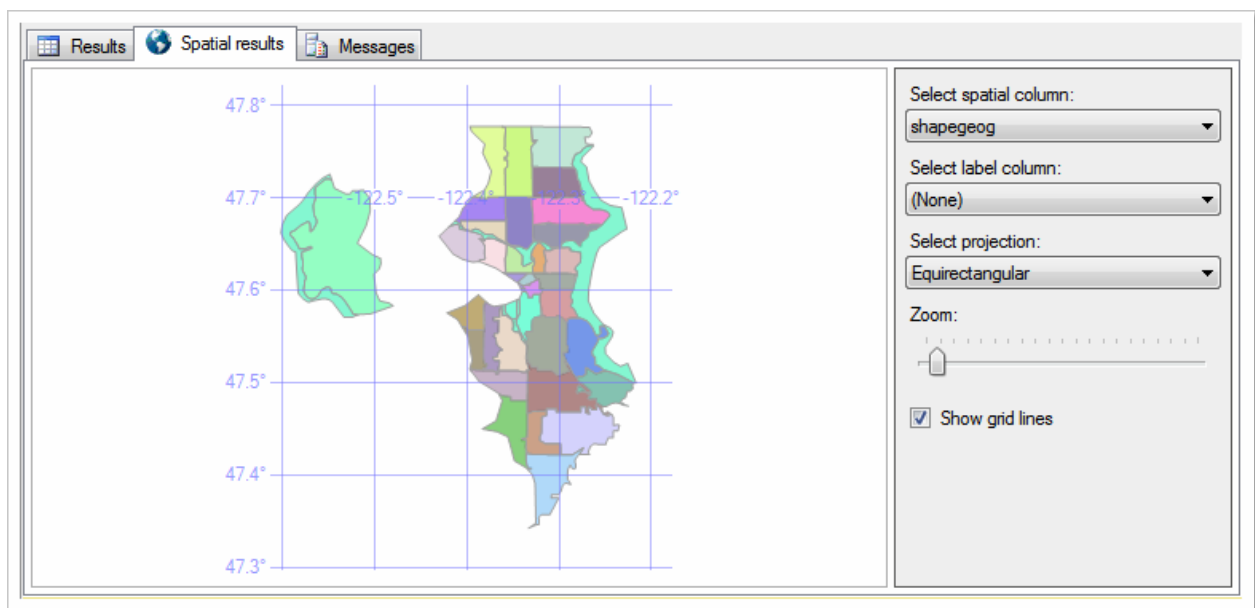 Results Spatial results Messages
47.8°
47.7° -122.5° -122.4° -122.3° -122.2°
47.6°
47.5°
47.4°
47.3°
Select spatial column:
shapegeog
Select label column:
(None)
Select projection:
Equirectangular
Zoom:
Show grid lines